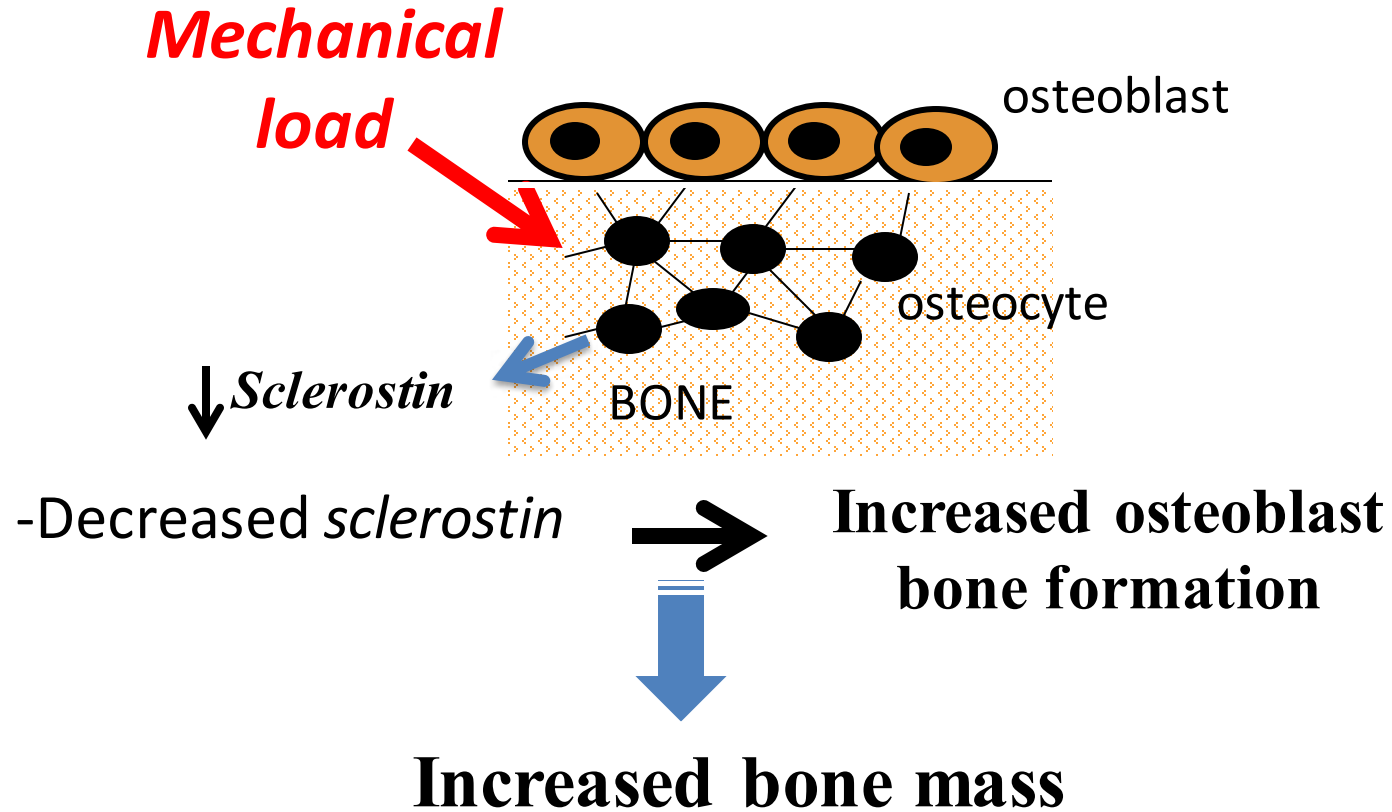 Mechanical
load
osteoblast
osteocyte
Sclerostin
BONE
-Decreased sclerostin
Increased osteoblast
bone formation
Increased bone mass